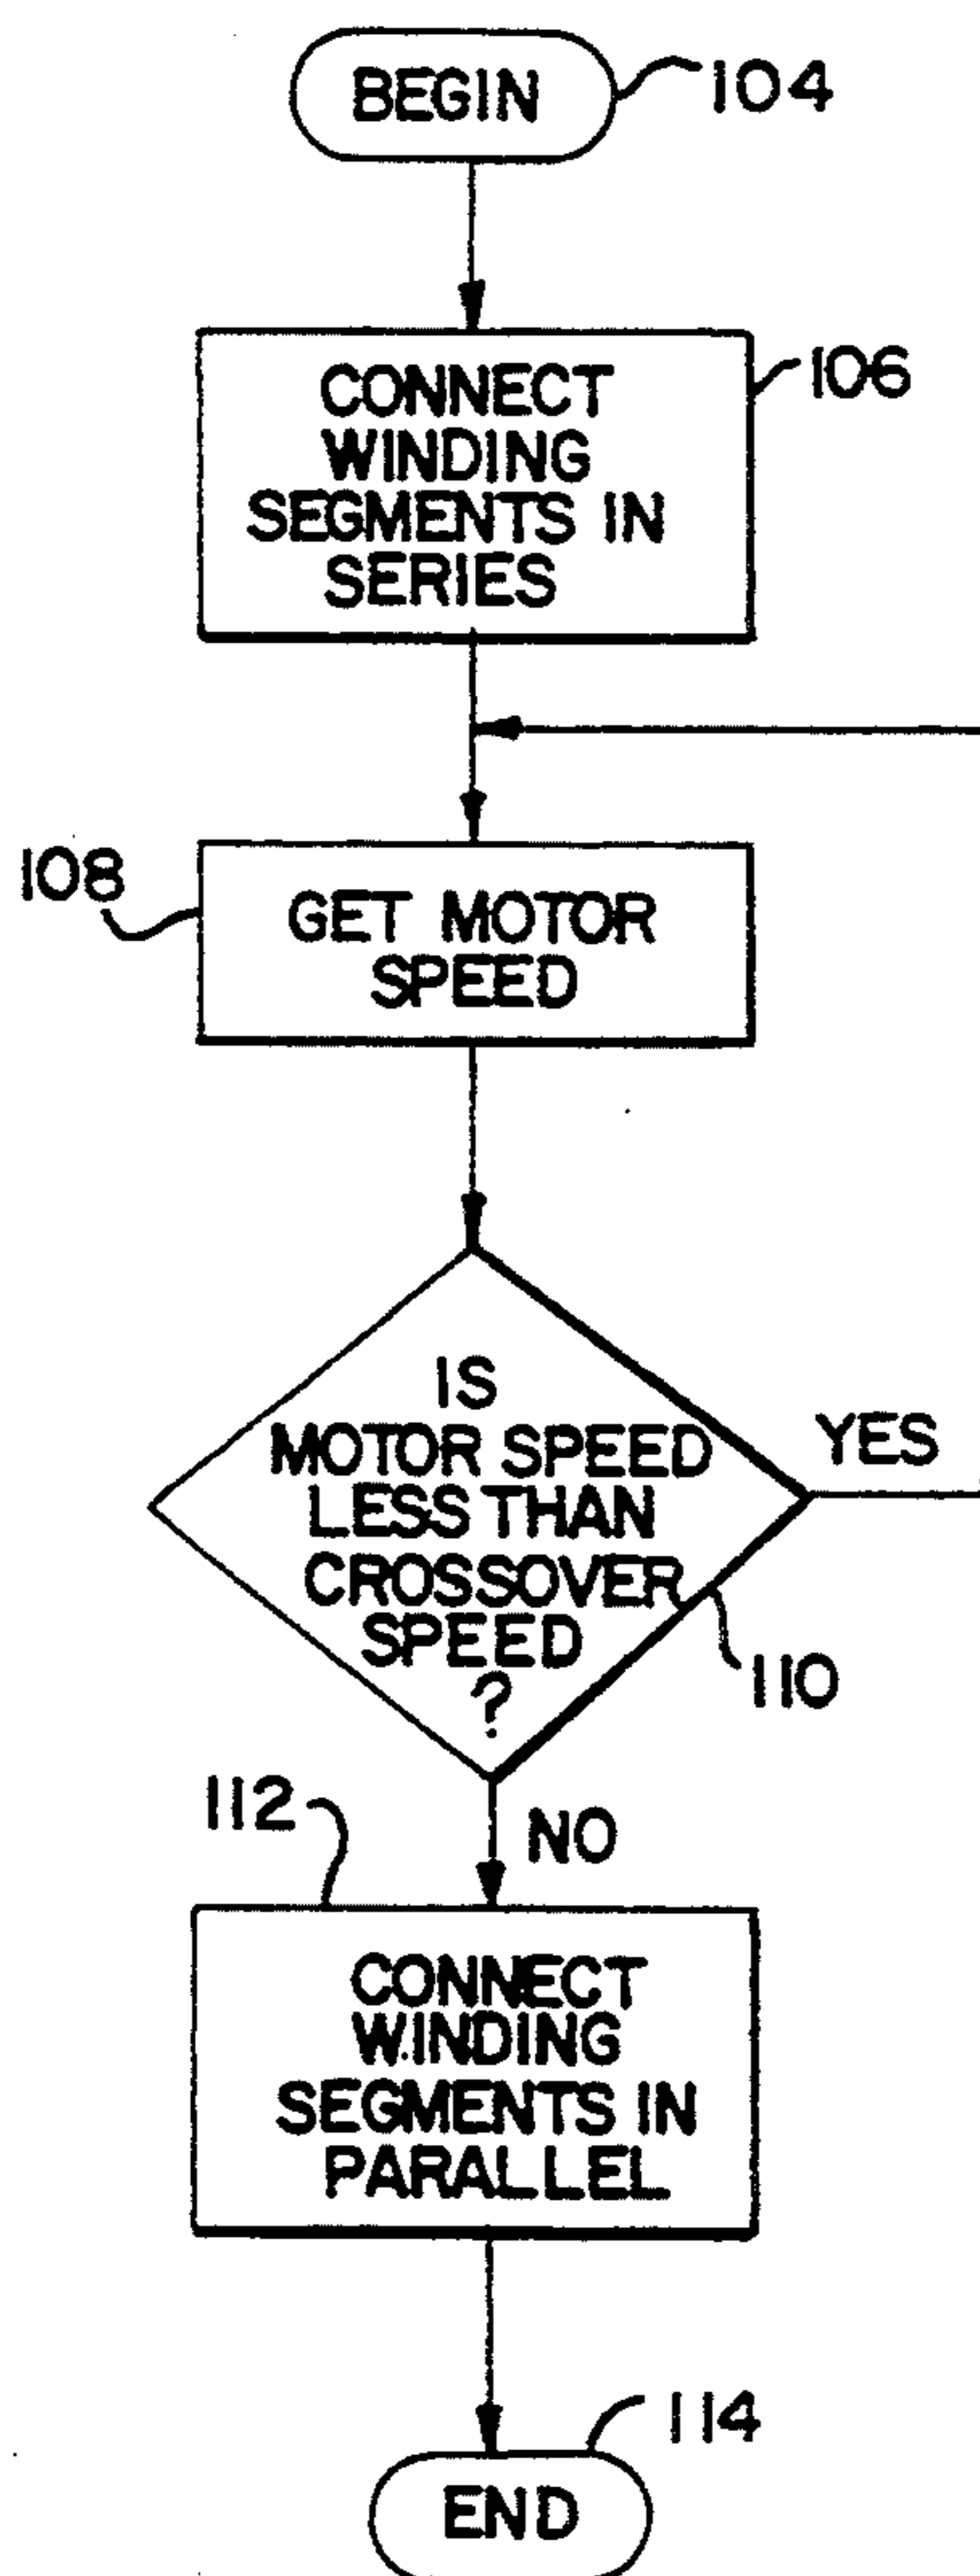 BEGIN
104
CONNECT
WINDING
SEGMENTS IN
SERIES
106
108
GET MOTOR
SPEED
IS
MOTOR SPEED
LESS THAN
CROSSOVER
SPEED
?
YES
110
112
NO
CONNECT
WINDING
SEGMENTS IN
PARALLEL
114
END